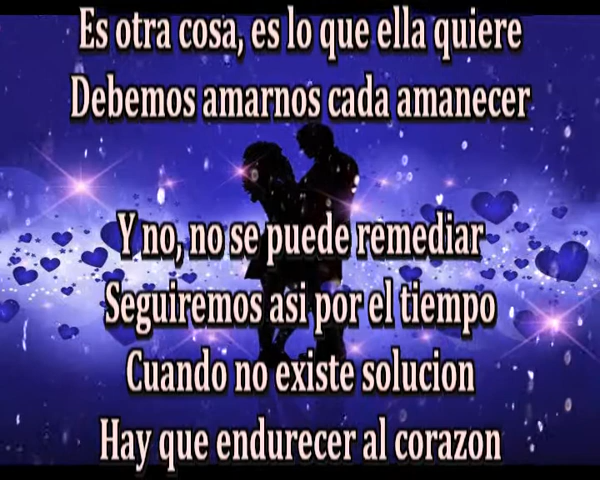 Es otra cosa, es lo que ella quiere
Debemos amarnos cada amanecer
Y no, no se puede remediar
Seguiremos asi por el tiempo
Cuando no existe solucion
Hay que endurecer al corazon